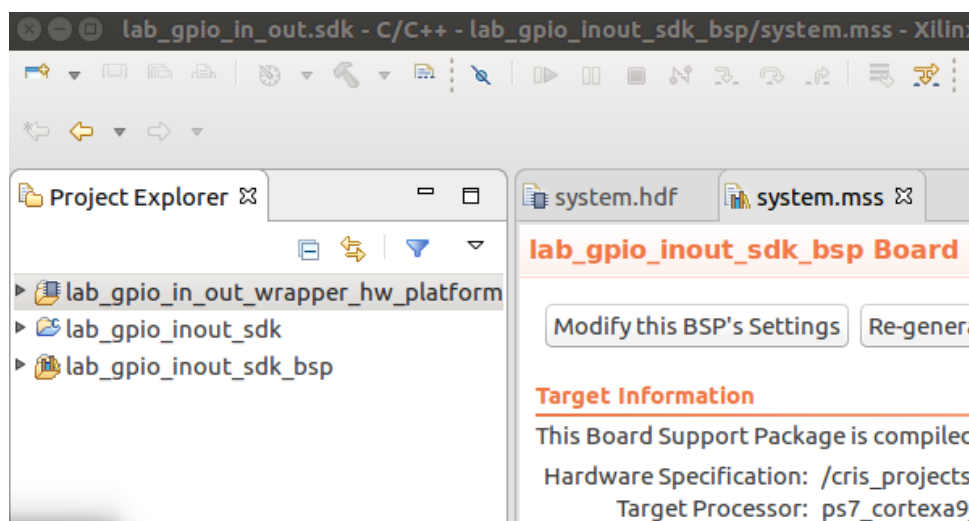 lab_gpio_in_out.sdk - C/C++ - lab_gpio_inout_sdk_bsp/system.mss - Xilinx
Project Explorer
system.hdf
system.mss
lab_gpio_inout_sdk_bsp Board
lab_gpio_in_out_wrapper_hw_platform
lab_gpio_inout_sdk
lab_gpio_inout_sdk_bsp
Modify this BSP's Settings
Re-genera
Target Information
This Board Support Package is compiled
Hardware Specification: /cris_projects
Target Processor: ps7_cortexa9_